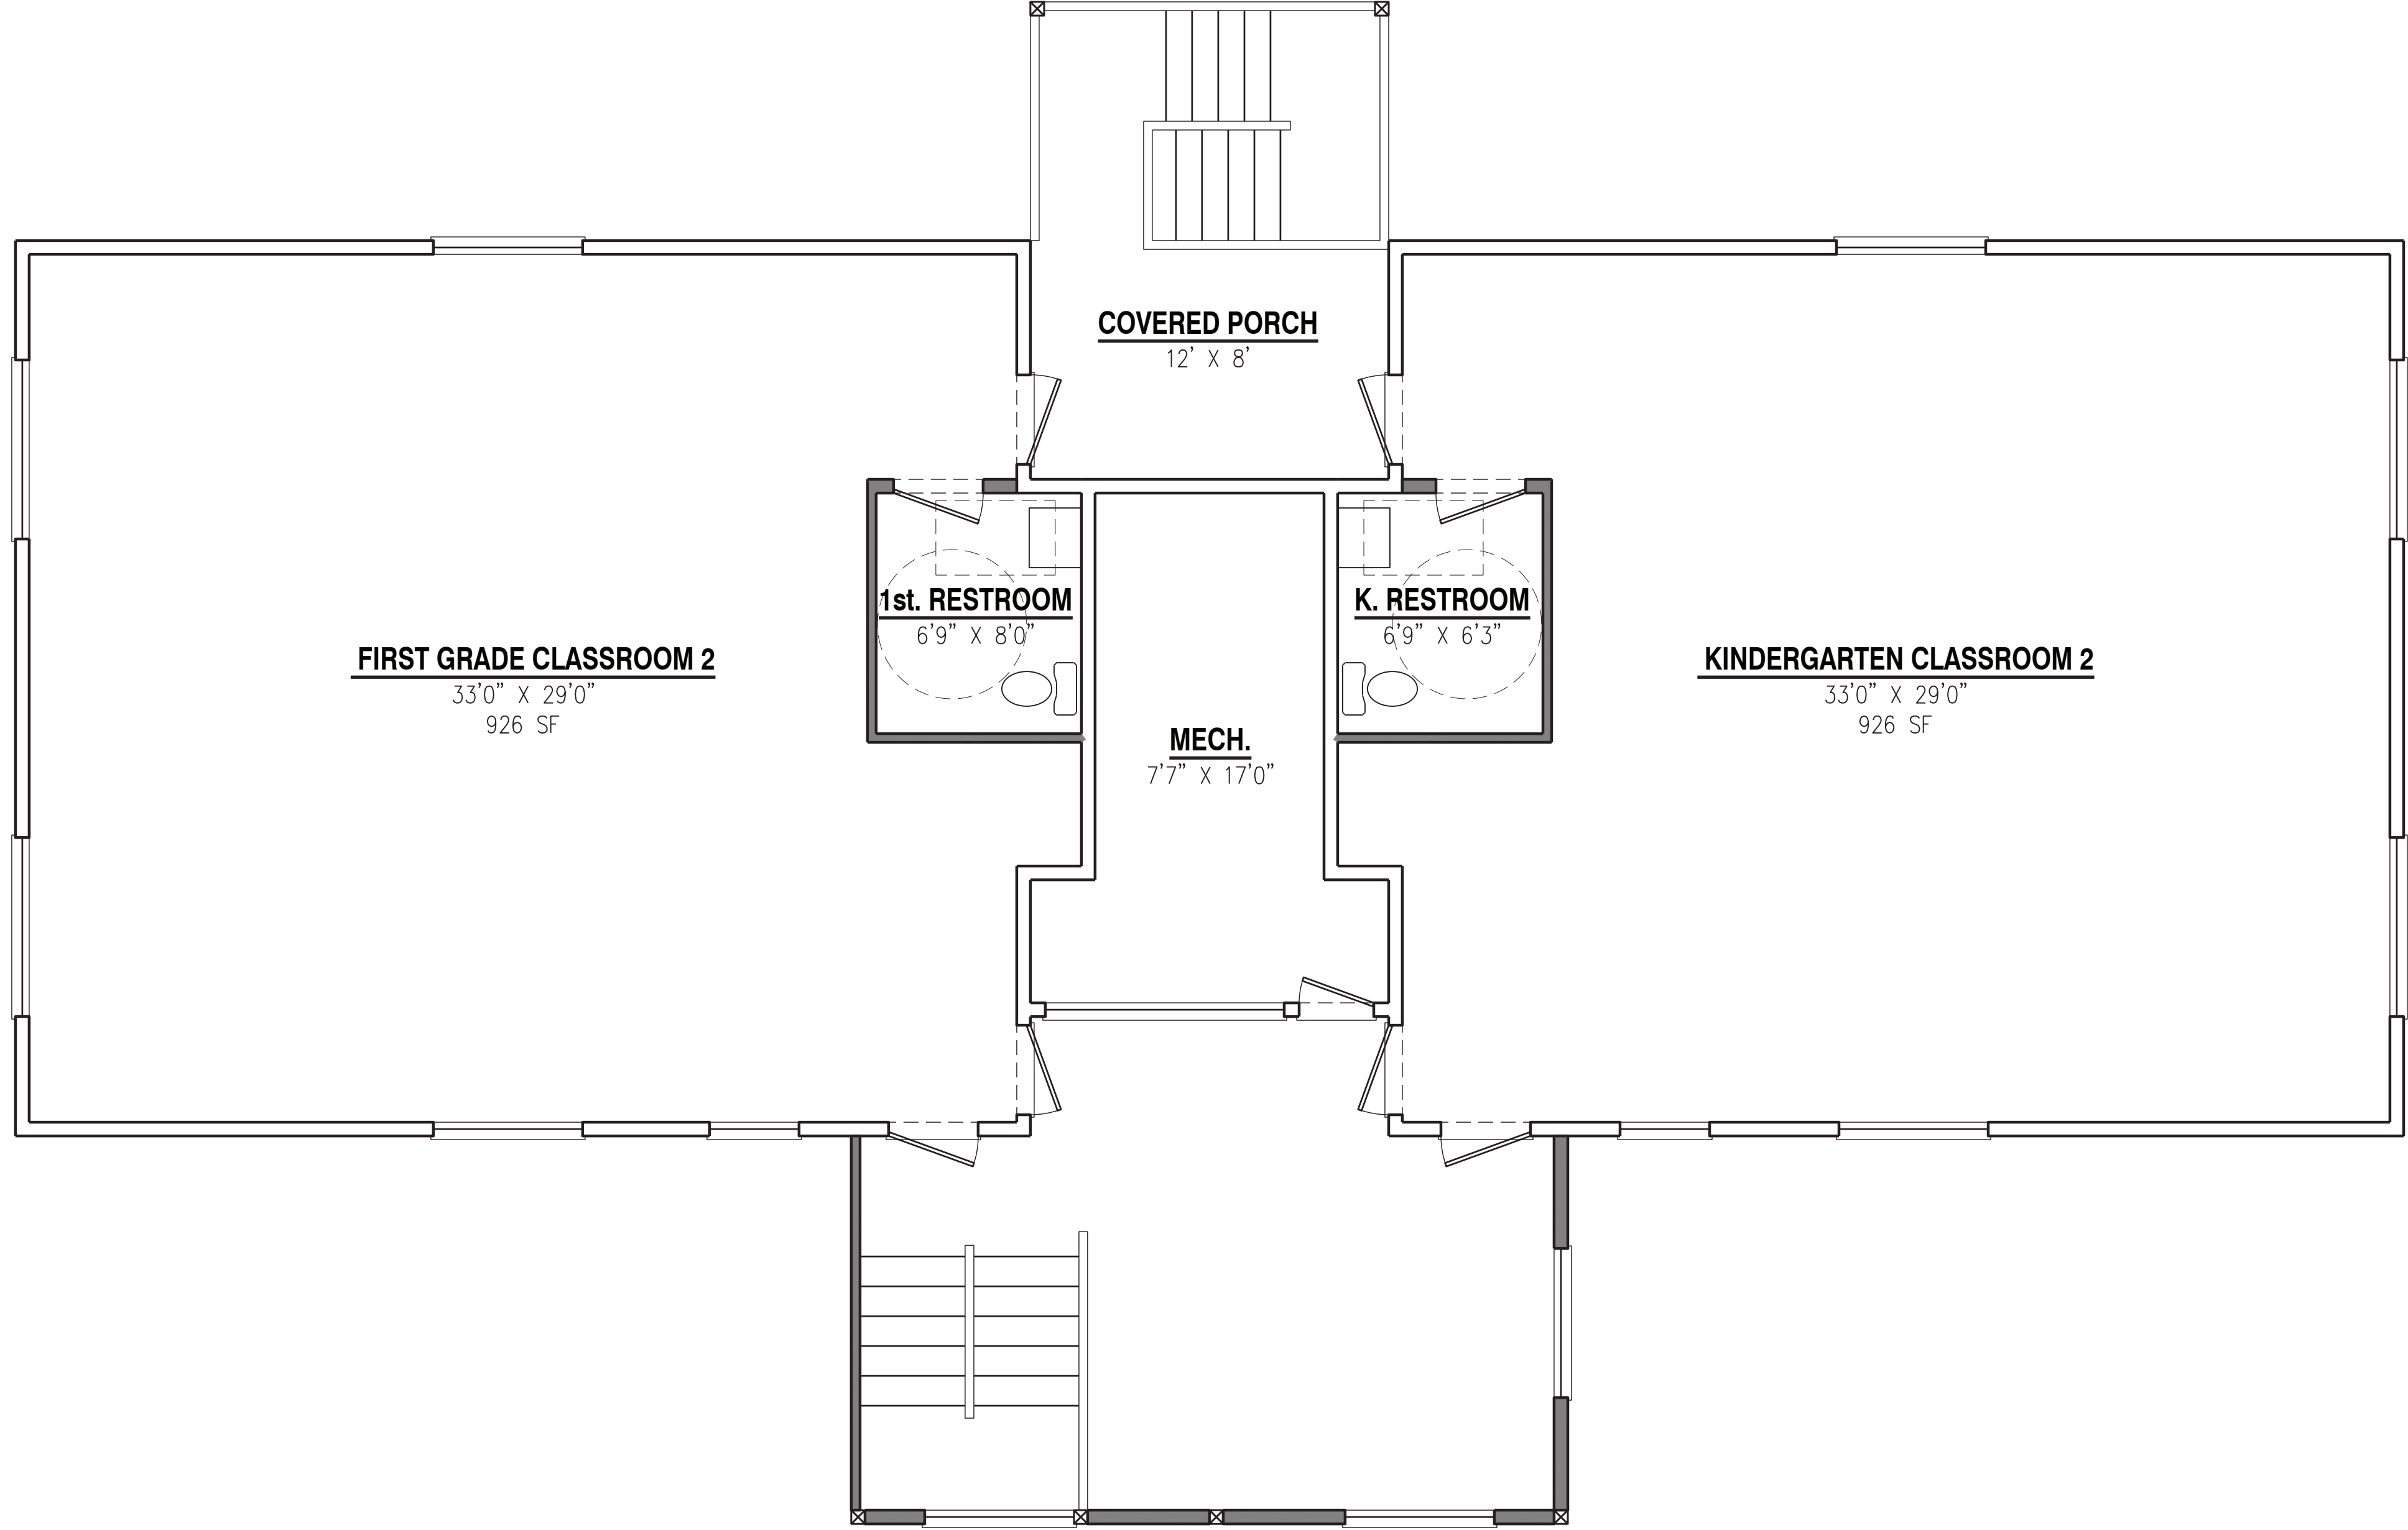 COVERED PORCH
12' X 8'
1st. RESTROOM
6'9" X 8'0"
K. RESTROOM
6'9" X 6'3"
FIRST GRADE CLASSROOM 2
33'0" X 29'0"
926 SF
KINDERGARTEN CLASSROOM 2
33'0" X 29'0"
926 SF
MECH.
7'7" X 17'0"